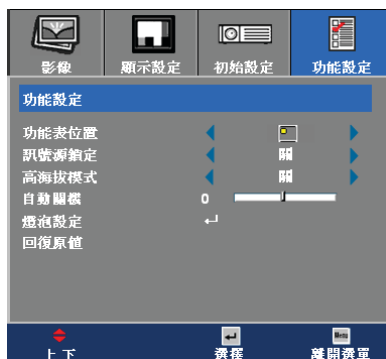 影像 顯示設定 初始設定 功能設定
功能設定
功能表位置
訊號源鎖定 關
高海拔模式 關
自動關機 0
燈泡設定
回復原值
上下 選擇 Menu 離開選單